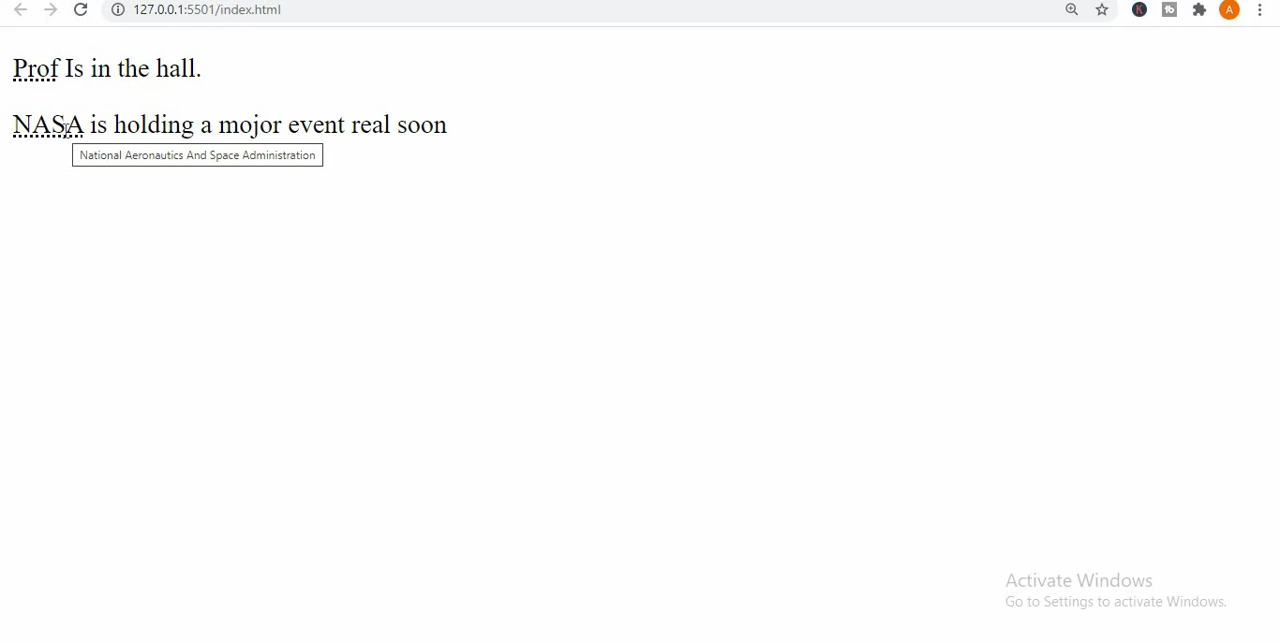 127.0.0.1:5501/index.html
K
tb
A
Prof Is in the hall.
NASA is holding a mojor event real soon
National Aeronautics And Space Administration
Activate Windows
Go to Settings to activate Windows.